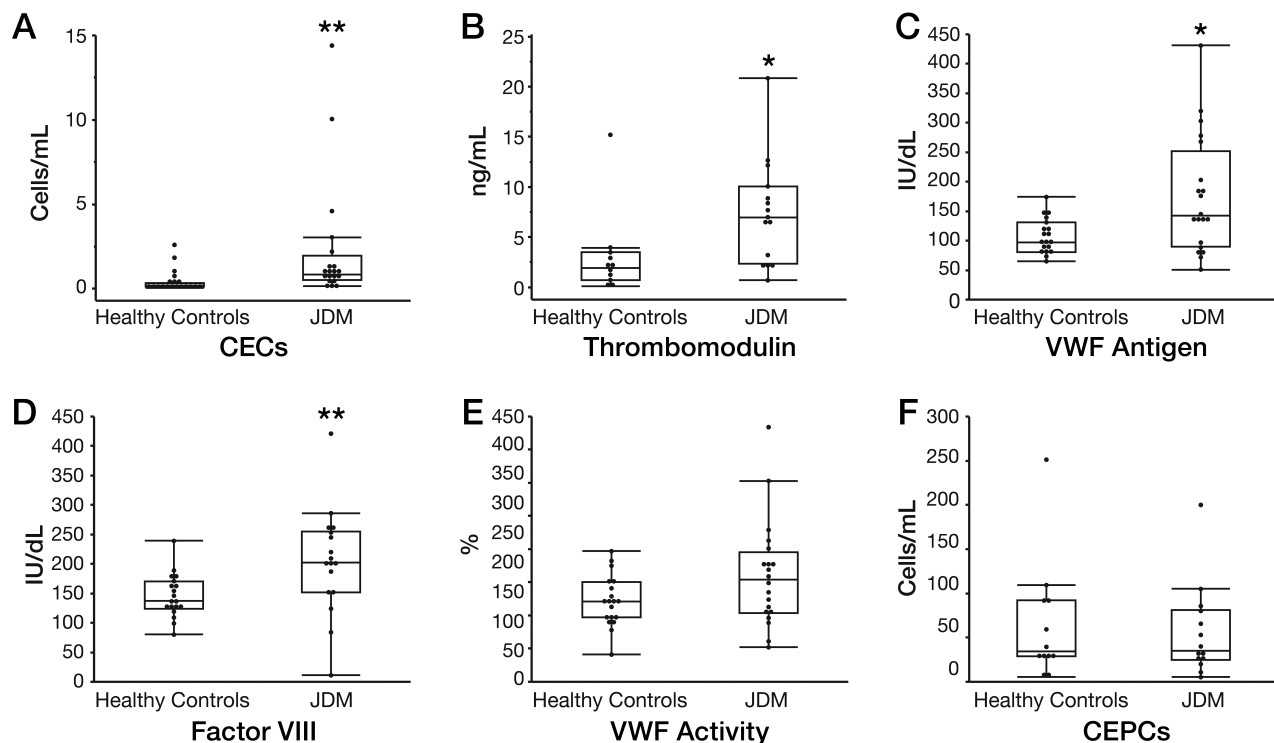 A
**
15
10
5
0
Cells/mL
Healthy Controls JDM
CECs
B
*
25
20
15
10
5
0
ng/mL
Healthy Controls JDM
Thrombomodulin
C
*
450
400
350
300
250
200
150
100
50
0
IU/dL
Healthy Controls JDM
VWF Antigen
D
**
450
400
350
300
250
200
150
100
50
0
IU/dL
Healthy Controls JDM
Factor VIII
E
450
400
350
300
200
250
150
100
50
0
%
Healthy Controls JDM
VWF Activity
F
300
250
200
150
100
50
0
Cells/mL
Healthy Controls JDM
CEPCs